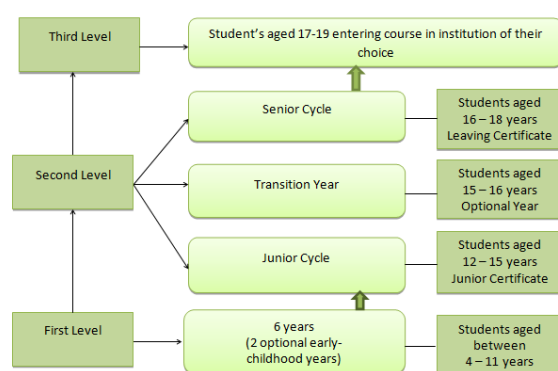 Third Level
Student's aged 17-19 entering course in institution of their
choice
Senior Cycle
Students aged
16 – 18 years
Leaving Certificate
Second Level
Transition Year
Students aged
15 – 16 years
Optional Year
Junior Cycle
Students aged
12 – 15 years
Junior Certificate
First Level
6 years
(2 optional early-
childhood years)
Students aged
between
4 – 11 years